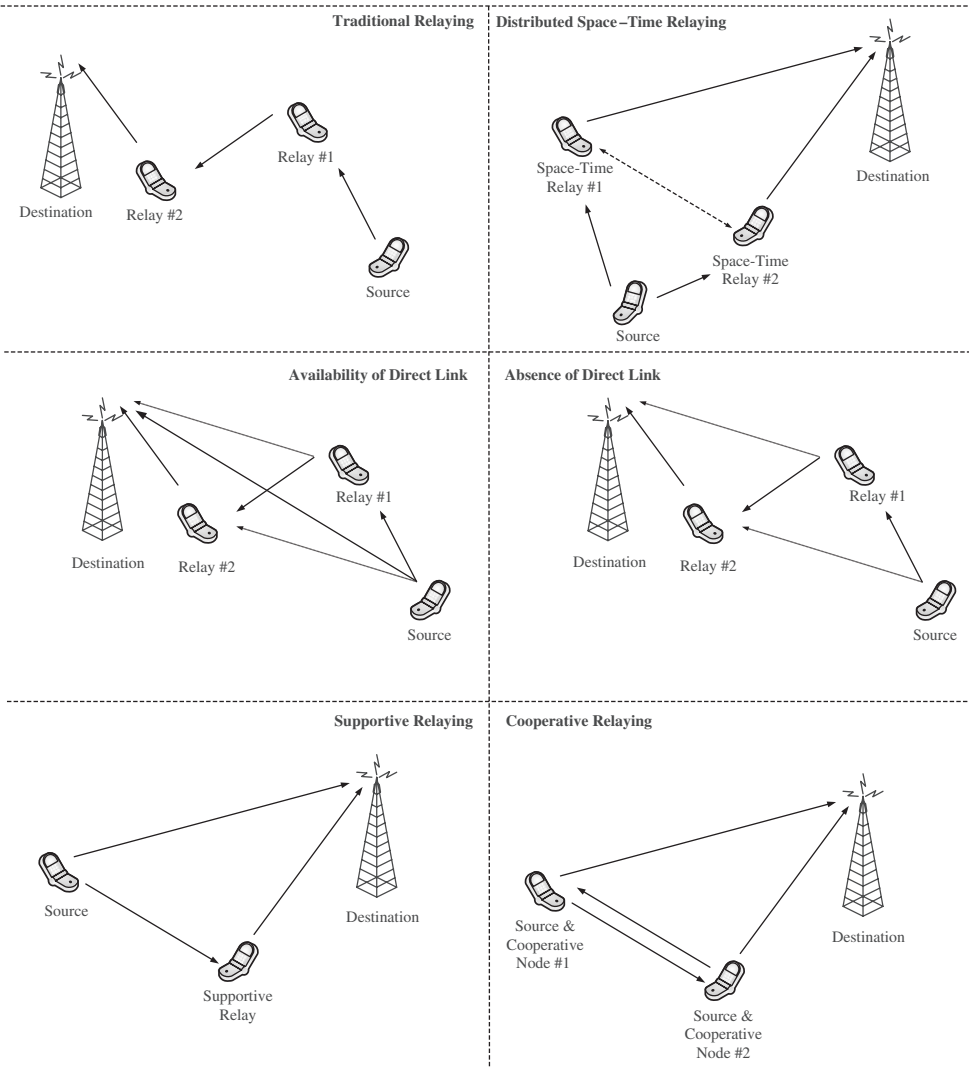 Traditional Relaying
Destination
Relay #2
Relay #1
Source
Distributed Space–Time Relaying
Space-Time
Relay #1
Space-Time
Relay #2
Source
Destination
Availability of Direct Link
Destination
Relay #2
Relay #1
Source
Absence of Direct Link
Destination
Relay #2
Relay #1
Source
Supportive Relaying
Source
Supportive
Relay
Destination
Cooperative Relaying
Source &
Cooperative
Node #1
Source &
Cooperative
Node #2
Destination